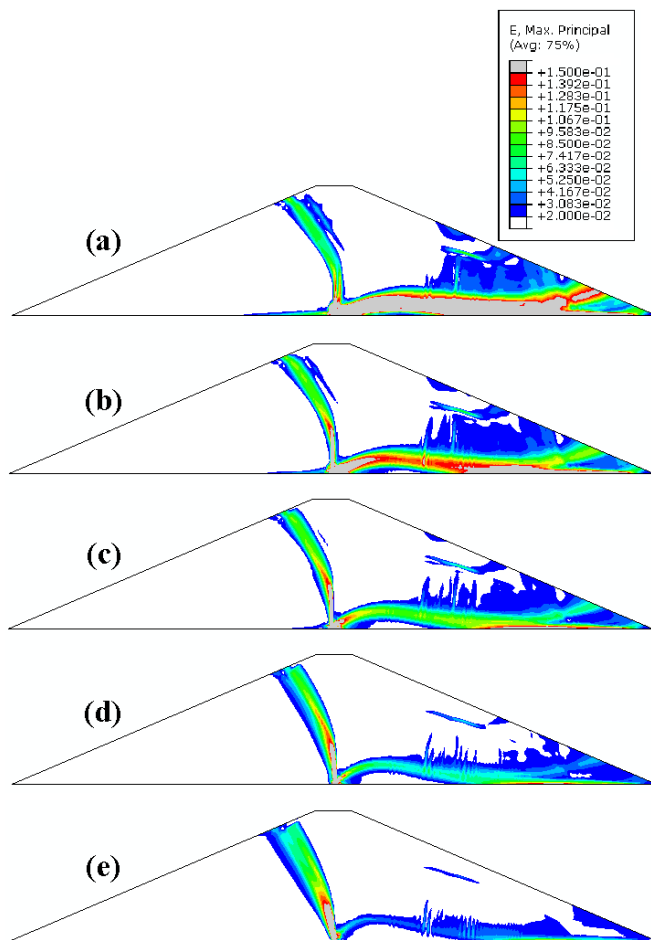 E, Max. Principal
(Avg: 75%)
+1.500e-01
+1.392e-01
+1.283e-01
+1.175e-01
+1.067e-01
+9.583e-02
+8.500e-02
+7.417e-02
+6.333e-02
+5.250e-02
+4.167e-02
+3.083e-02
+2.000e-02
(a)
(b)
(c)
(d)
(e)